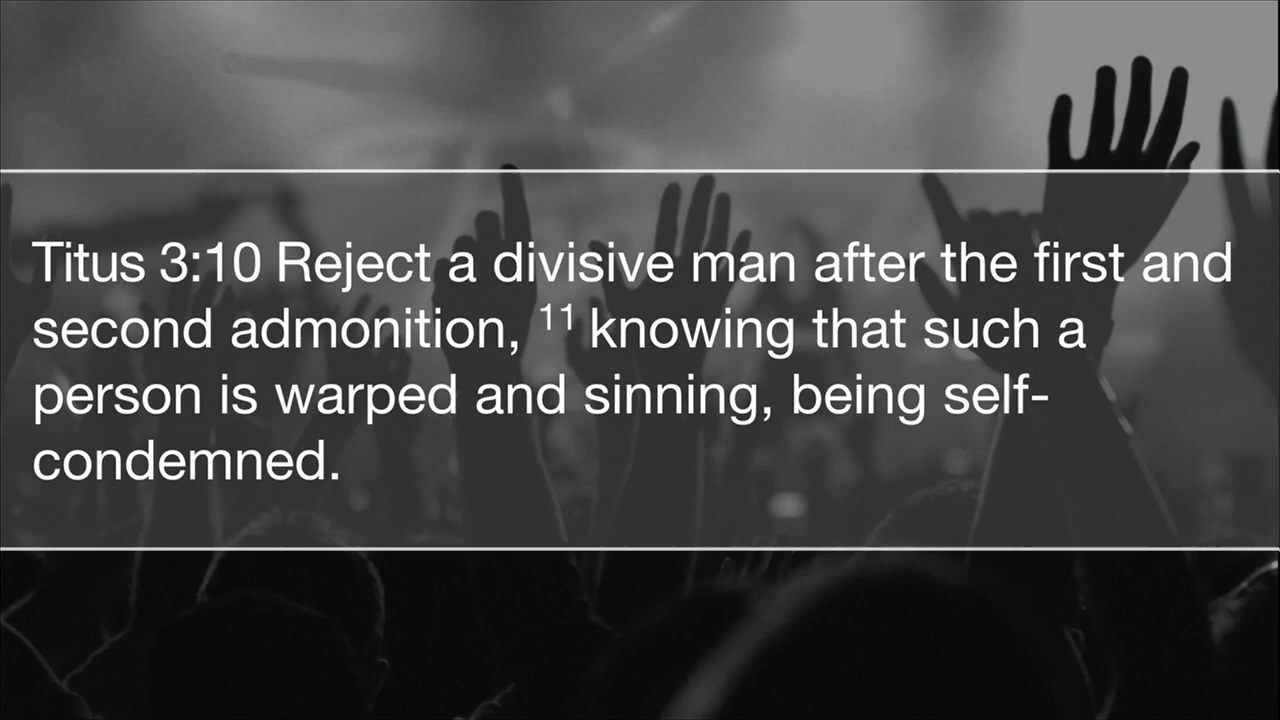 Titus 3:10 Reject a divisive man after the first and
second admonition, 11 knowing that such a
person is warped and sinning, being self-
condemned.